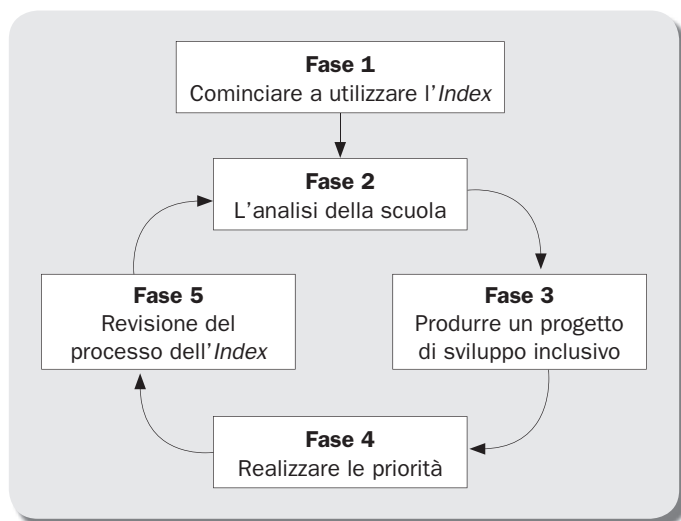 Fase 1
Cominciare a utilizzare l'Index
Fase 2
L'analisi della scuola
Fase 3
Produrre un progetto
di sviluppo inclusivo
Fase 4
Realizzare le priorità
Fase 5
Revisione del
processo dell'Index